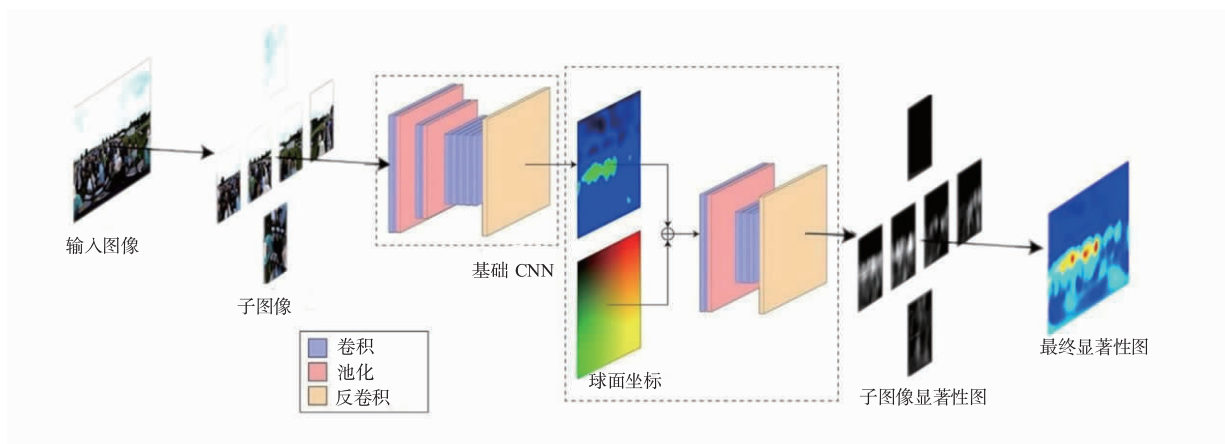 输入图像
子图像
基础 CNN
球面坐标
子图像显著性图
最终显著性图
卷积
池化
反卷积